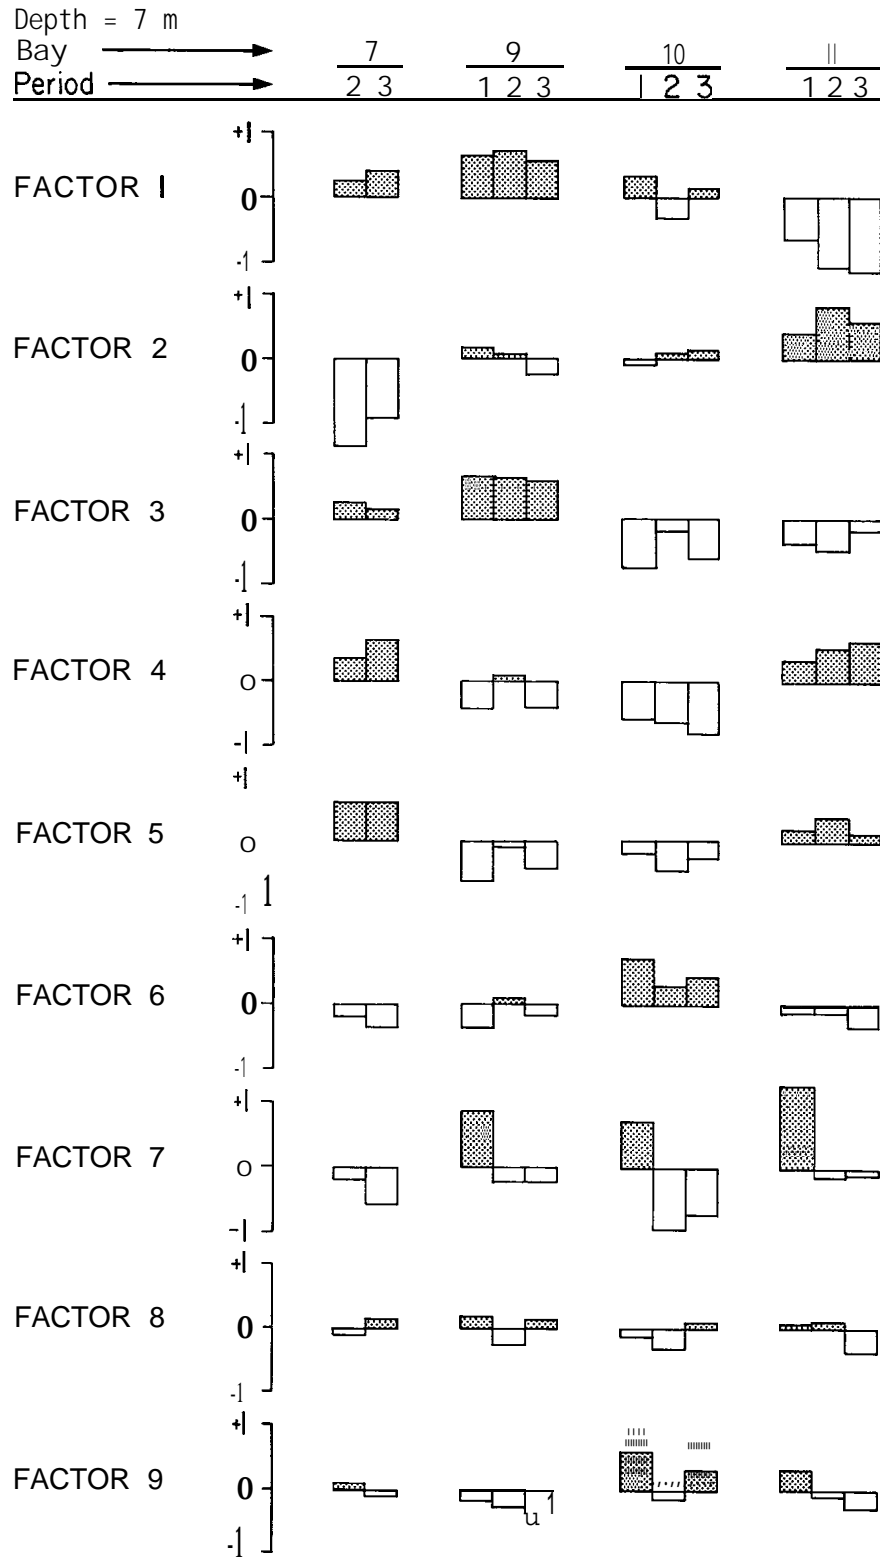 Depth = 7 m
Bay 7 9 10 11
Period 2 3 1 2 3 1 2 3 1 2 3
+1
FACTOR 1 0
-1
+1
FACTOR 2 0
-1
+1
FACTOR 3 0
-1
+1
FACTOR 4 0
-1
+1
FACTOR 5 0
-1
+1
FACTOR 6 0
-1
+1
FACTOR 7 0
-1
+1
FACTOR 8 0
-1
+1
FACTOR 9 0
-1